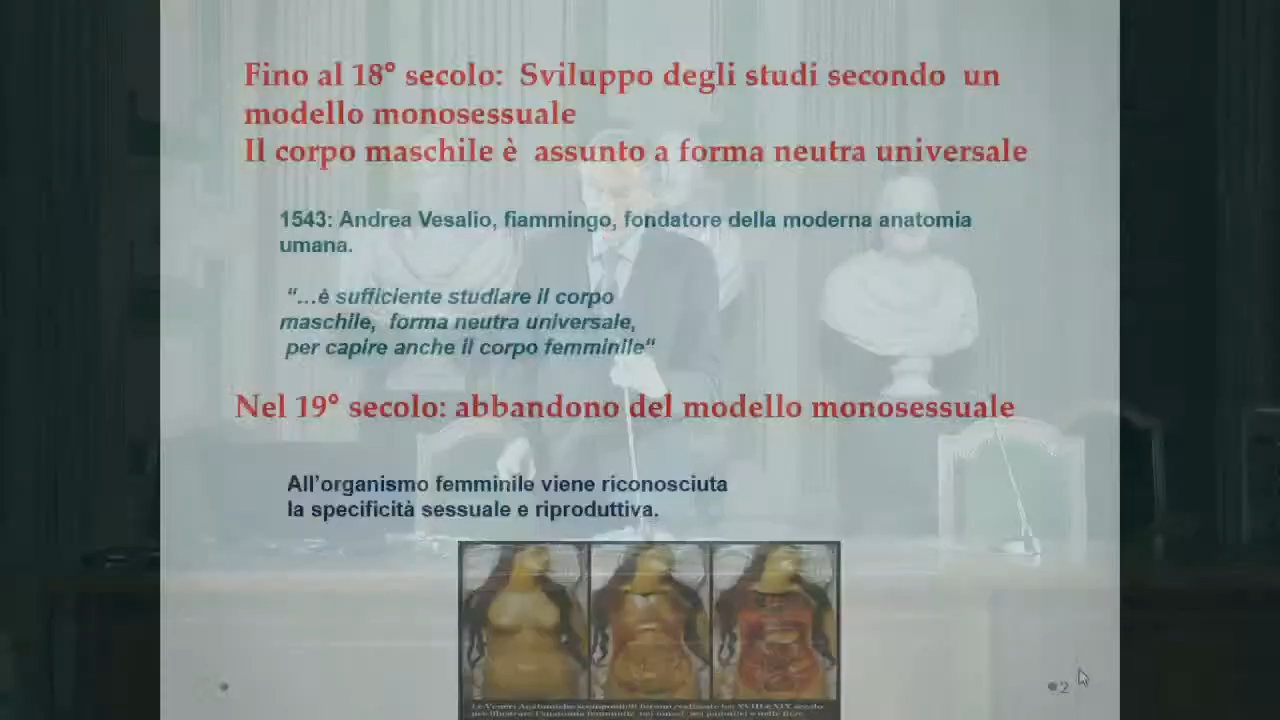 Fino al 18° secolo: Sviluppo degli studi secondo un
modello monosessuale
Il corpo maschile è assunto a forma neutra universale
1543: Andrea Vesalio, fiammingo, fondatore della moderna anatomia
umana.
“...è sufficiente studiare il corpo
maschile, forma neutra universale,
per capire anche il corpo femminile“
Nel 19° secolo: abbandono del modello monosessuale
All’organismo femminile viene riconosciuta
la specificità sessuale e riproduttiva.
2